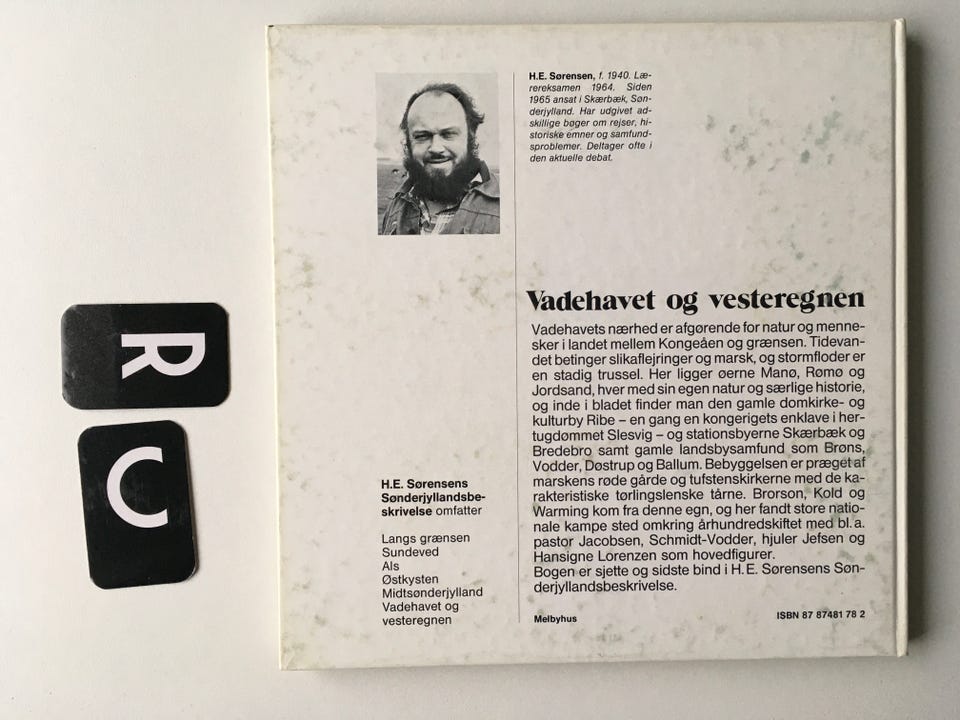 R
C
H.E. Sørensen, f. 1940. Læ-
rereksamen 1964. Siden
1965 ansat i Skærbæk, Søn-
derjylland. Har udgivet ad-
skillige bøger om rejser, hi-
storiske emner og samfunds-
problemer. Deltager ofte i
den aktuelle debat.
Vadehavet og vesteregnen
Vadehavets nærhed er afgørende for natur og menne-
sker i landet mellem Kongeåen og grænsen. Tidevan-
det betinger slikaflejringer og marsk, og stormfloder er
en stadig trussel. Her ligger øerne Manø, Rømø og
Jordsand, hver med sin egen natur og særlige historie,
og inde i bladet finder man den gamle domkirke- og
kulturby Ribe – en gang en kongerigets enklave i her-
tugdømmet Slesvig – og stationsbyerne Skærbæk og
Bredebro samt gamle landsbysamfund som Brøns,
Vodder, Døstrup og Ballum. Bebyggelsen er præget af
marskens røde gårde og tufstenskirkerne med de ka-
rakteristiske tørlingslenske tårne. Brorson, Kold og
Warming kom fra denne egn, og her fandt store natio-
nale kampe sted omkring århundredskiftet med bl.a.
pastor Jacobsen, Schmidt-Vodder, hjuler Jefsen og
Hansigne Lorenzen som hovedfigurer.
Bogen er sjette og sidste bind i H.E. Sørensens Søn-
derjyllandsbeskrivelse.
H.E. Sørensens
Sønderjyllandsbe-
skrivelse omfatter
Langs grænsen
Sundeved
Als
Østkysten
Midtsønderjylland
Vadehavet og
vesteregnen
Melbyhus
ISBN 87 87481 78 2